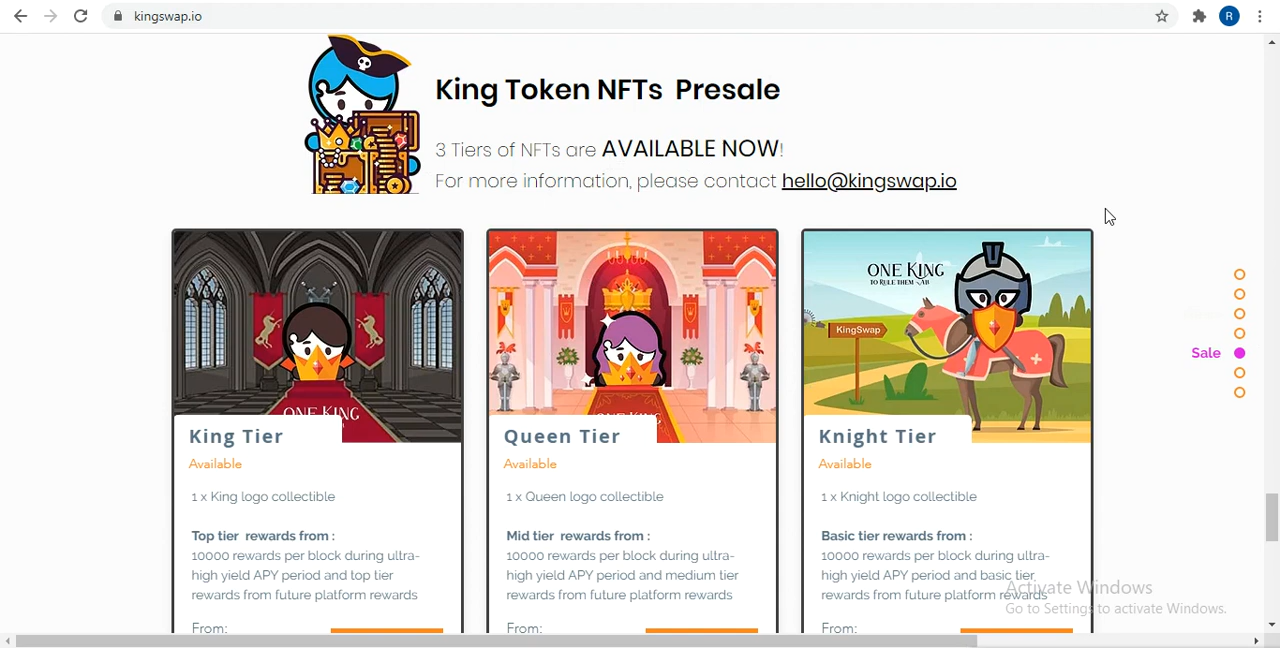 kingswap.io
R
King Token NFTs Presale
3 Tiers of NFTs are AVAILABLE NOW!
For more information, please contact hello@kingswap.io
ONE KING
ONE KING
ONE KING
TO RULE THEM ALL
KingSwap
Sale
King Tier
Available
1 x King logo collectible
Top tier rewards from :
10000 rewards per block during ultra-
high yield APY period and top tier
rewards from future platform rewards
From:
Queen Tier
Available
1 x Queen logo collectible
Mid tier rewards from :
10000 rewards per block during ultra-
high yield APY period and medium tier
rewards from future platform rewards
From:
Knight Tier
Available
1 x Knight logo collectible
Basic tier rewards from :
10000 rewards per block during ultra-
high yield APY period and basic tier
rewards from future platform rewards
From:
Activate Windows
Go to Settings to activate Windows.